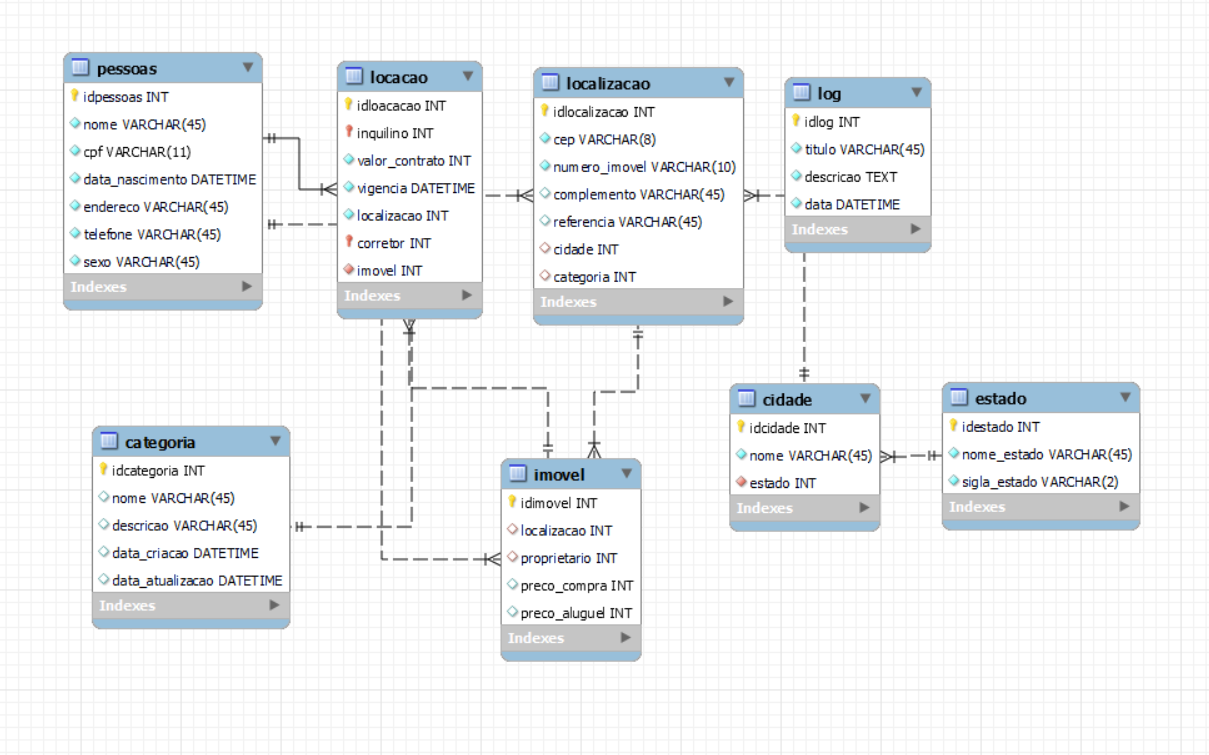 pessoas
idpessoas INT
nome VARCHAR(45)
cpf VARCHAR(11)
data_nascimento DATETIME
endereco VARCHAR(45)
telefone VARCHAR(45)
sexo VARCHAR(45)
Indexes
locacao
idloacacao INT
inquilino INT
valor_contrato INT
vigencia DATETIME
localizacao INT
corretor INT
imovel INT
Indexes
localizacao
idlocalizacao INT
cep VARCHAR(8)
numero_imovel VARCHAR(10)
complemento VARCHAR(45)
referencia VARCHAR(45)
cidade INT
categoria INT
Indexes
log
idlog INT
titulo VARCHAR(45)
descricao TEXT
data DATETIME
Indexes
categoria
idcategoria INT
nome VARCHAR(45)
descricao VARCHAR(45)
data_criacao DATETIME
data_atualizacao DATETIME
Indexes
imovel
idimovel INT
localizacao INT
proprietario INT
preco_compra INT
preco_aluguel INT
Indexes
cidade
idcidade INT
nome VARCHAR(45)
estado INT
Indexes
estado
idestado INT
nome_estado VARCHAR(45)
sigla_estado VARCHAR(2)
Indexes